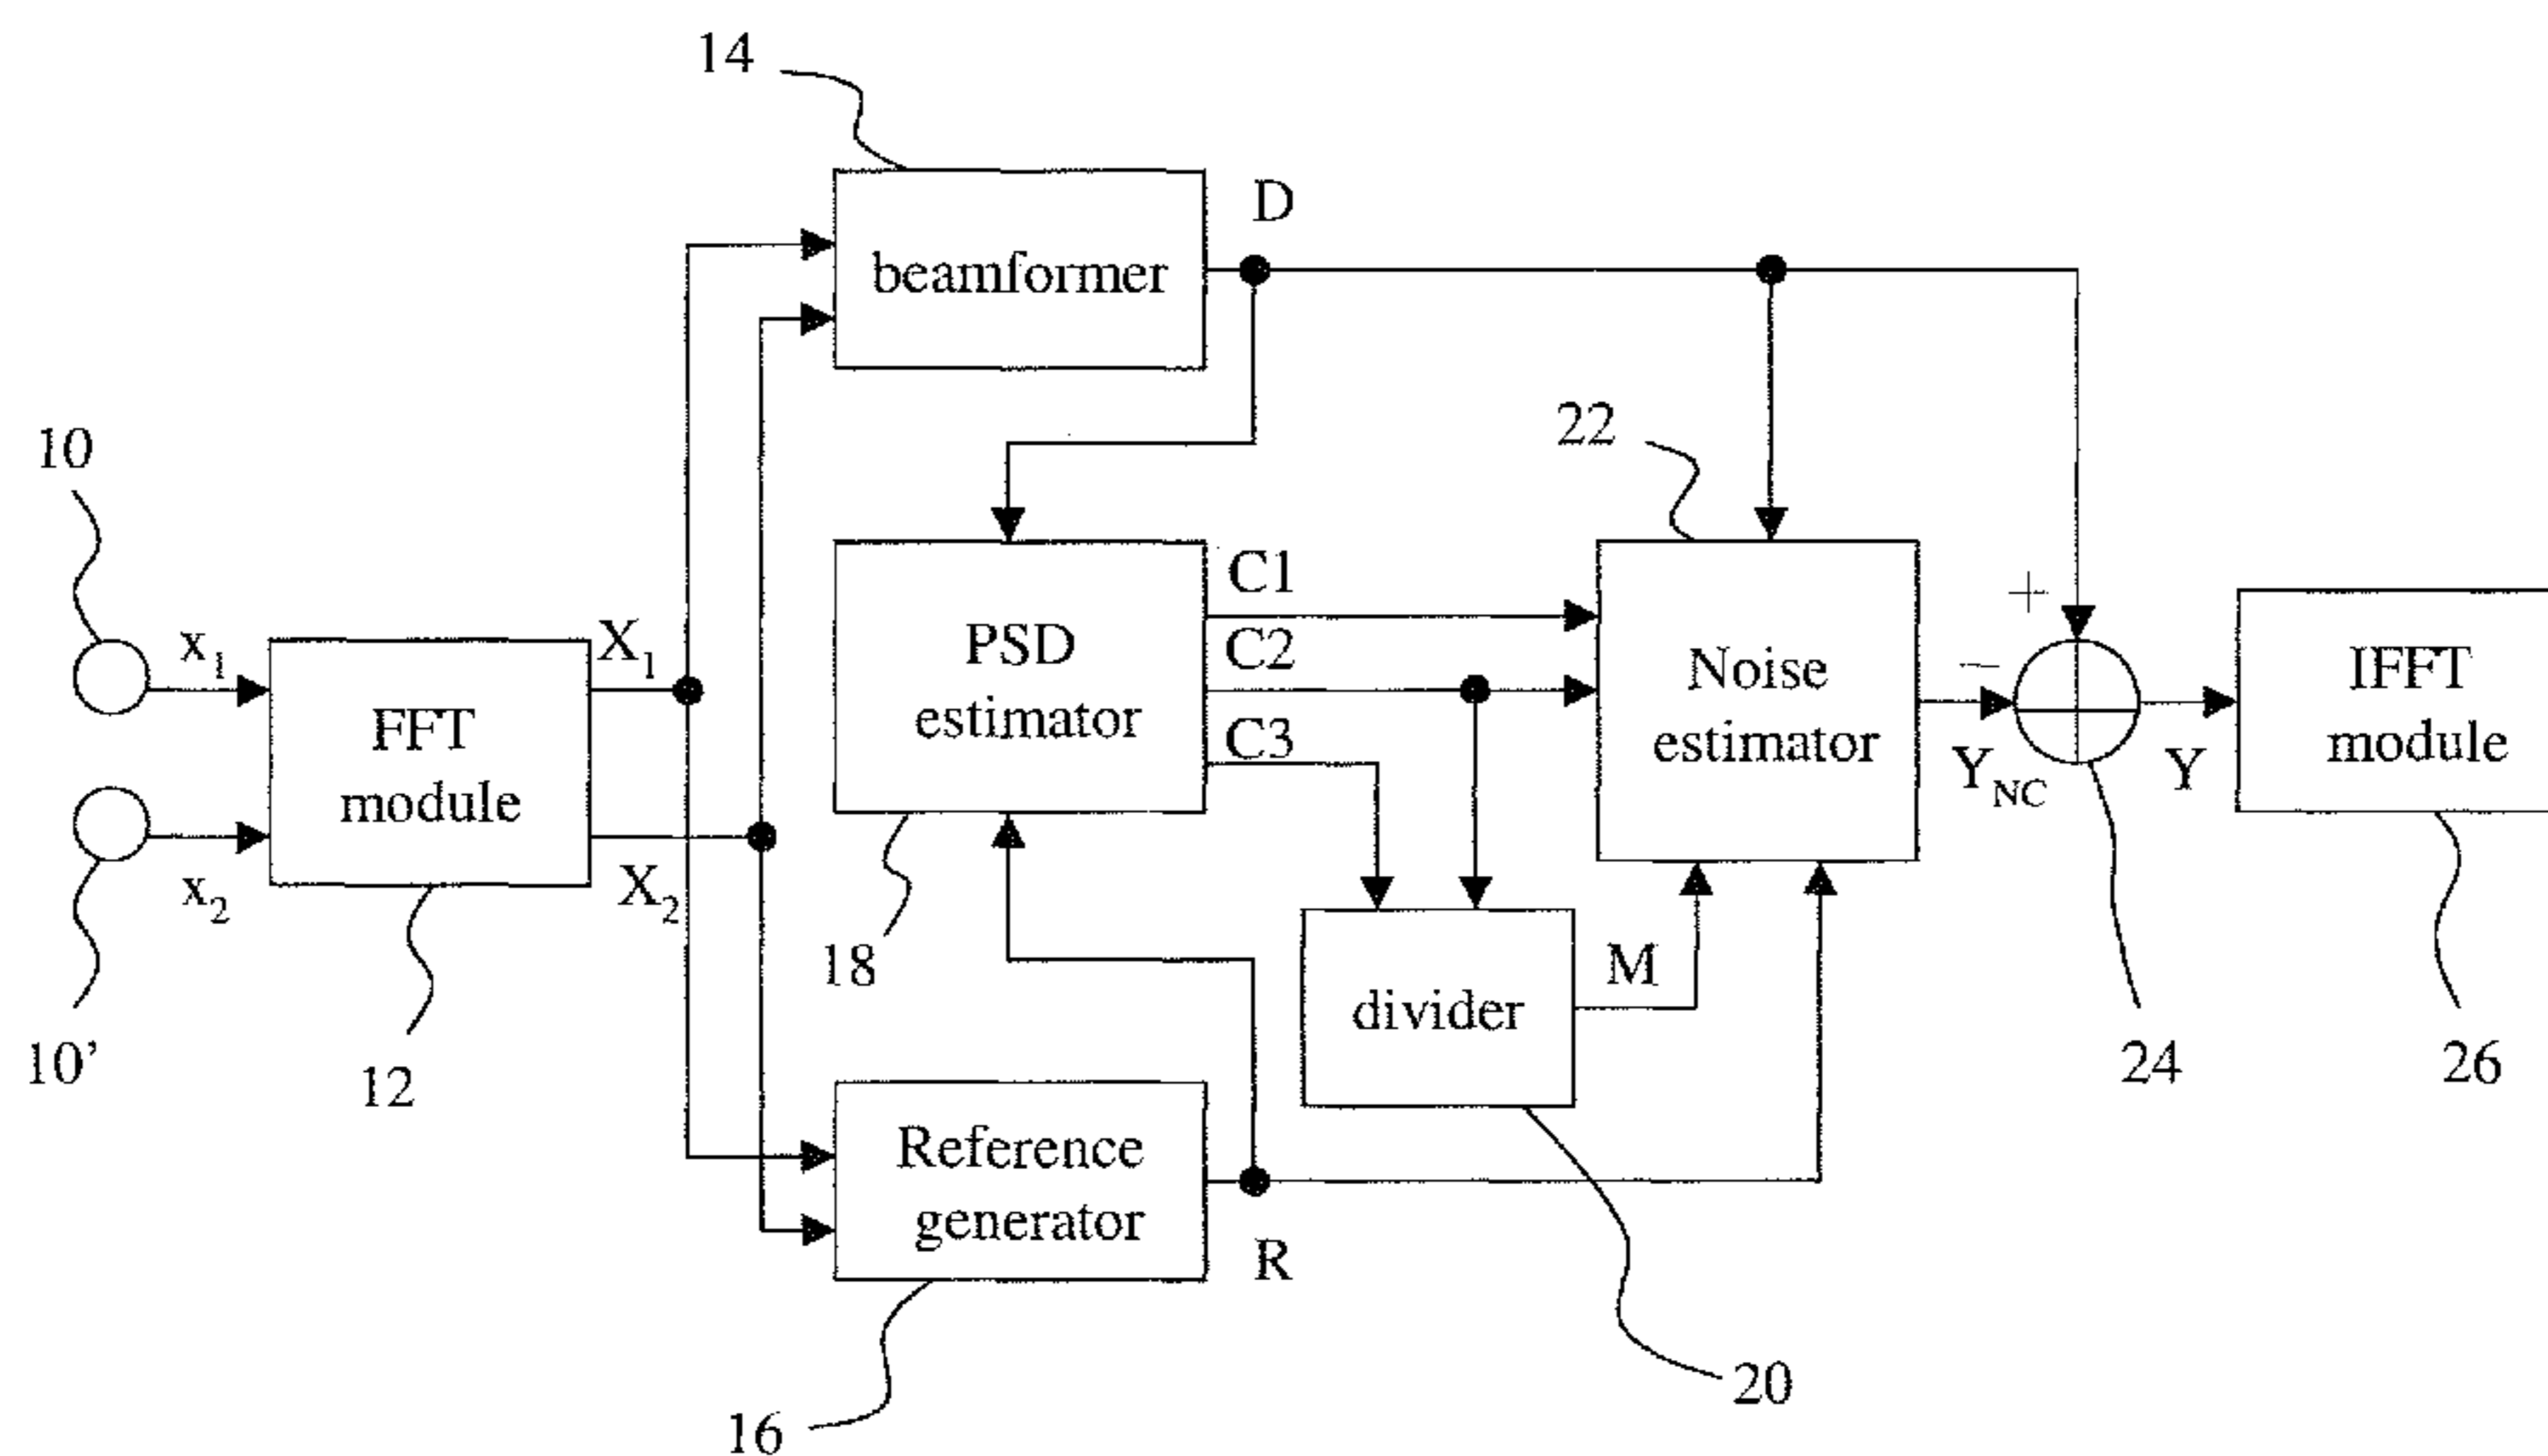 14
D
beamformer
10
22
C1
+
x1
X1
PSD
estimator
C2
Noise
estimator
−
IFFT
module
FFT
module
C3
YNC
Y
x2
X2
18
M
divider
10’
12
24
26
Reference
generator
R
20
16